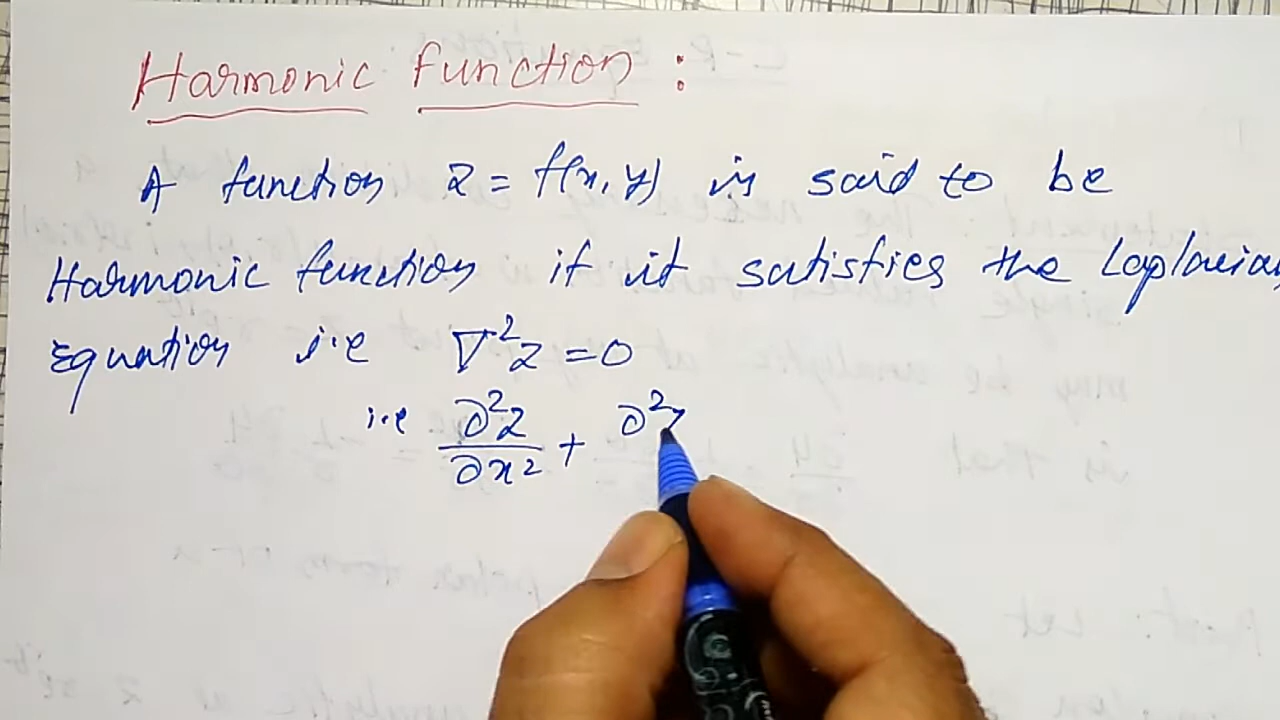 Harmonic function :
A function z = f(x, y) is said to be
Harmonic function if it satisfies the Laplacian
Equation i.e ∇²z = 0
i.e ∂²z/∂x² + ∂²z